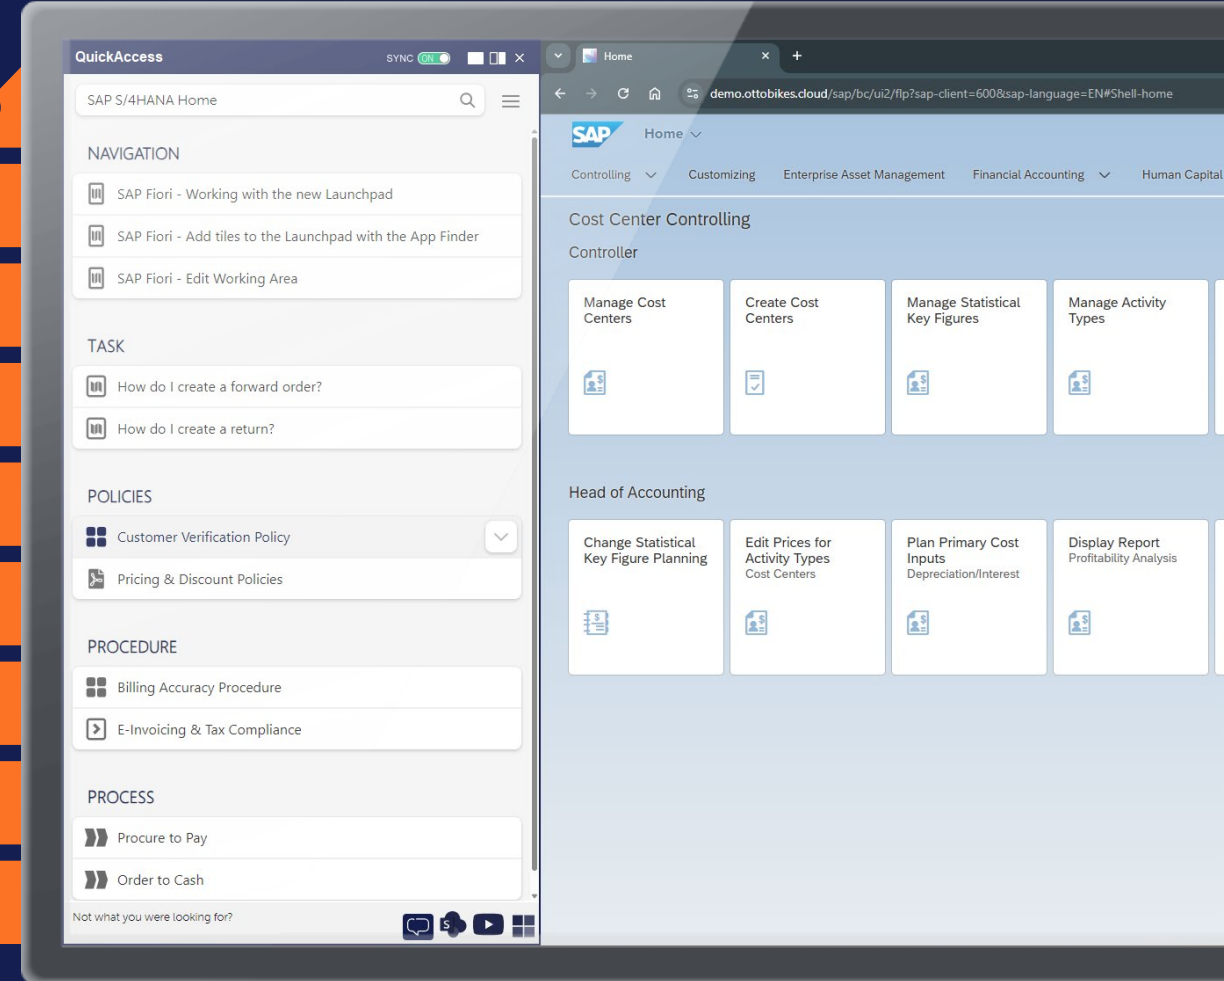 QuickAccess
SYNC ON
SAP S/4HANA Home
NAVIGATION
SAP Fiori - Working with the new Launchpad
SAP Fiori - Add tiles to the Launchpad with the App Finder
SAP Fiori - Edit Working Area
TASK
How do I create a forward order?
How do I create a return?
POLICIES
Customer Verification Policy
Pricing & Discount Policies
PROCEDURE
Billing Accuracy Procedure
E-Invoicing & Tax Compliance
PROCESS
Procure to Pay
Order to Cash
Not what you were looking for?
S
Home
demo.ottobikes.cloud/sap/bc/ui2/flp?sap-client=600&sap-language=EN#Shell-home
SAP Home
Controlling Customizing Enterprise Asset Management Financial Accounting Human Capital
Cost Center Controlling
Controller
Manage Cost
Centers
Create Cost
Centers
Manage Statistical
Key Figures
Manage Activity
Types
Head of Accounting
Change Statistical
Key Figure Planning
Edit Prices for
Activity Types
Cost Centers
Plan Primary Cost
Inputs
Depreciation/Interest
Display Report
Profitability Analysis